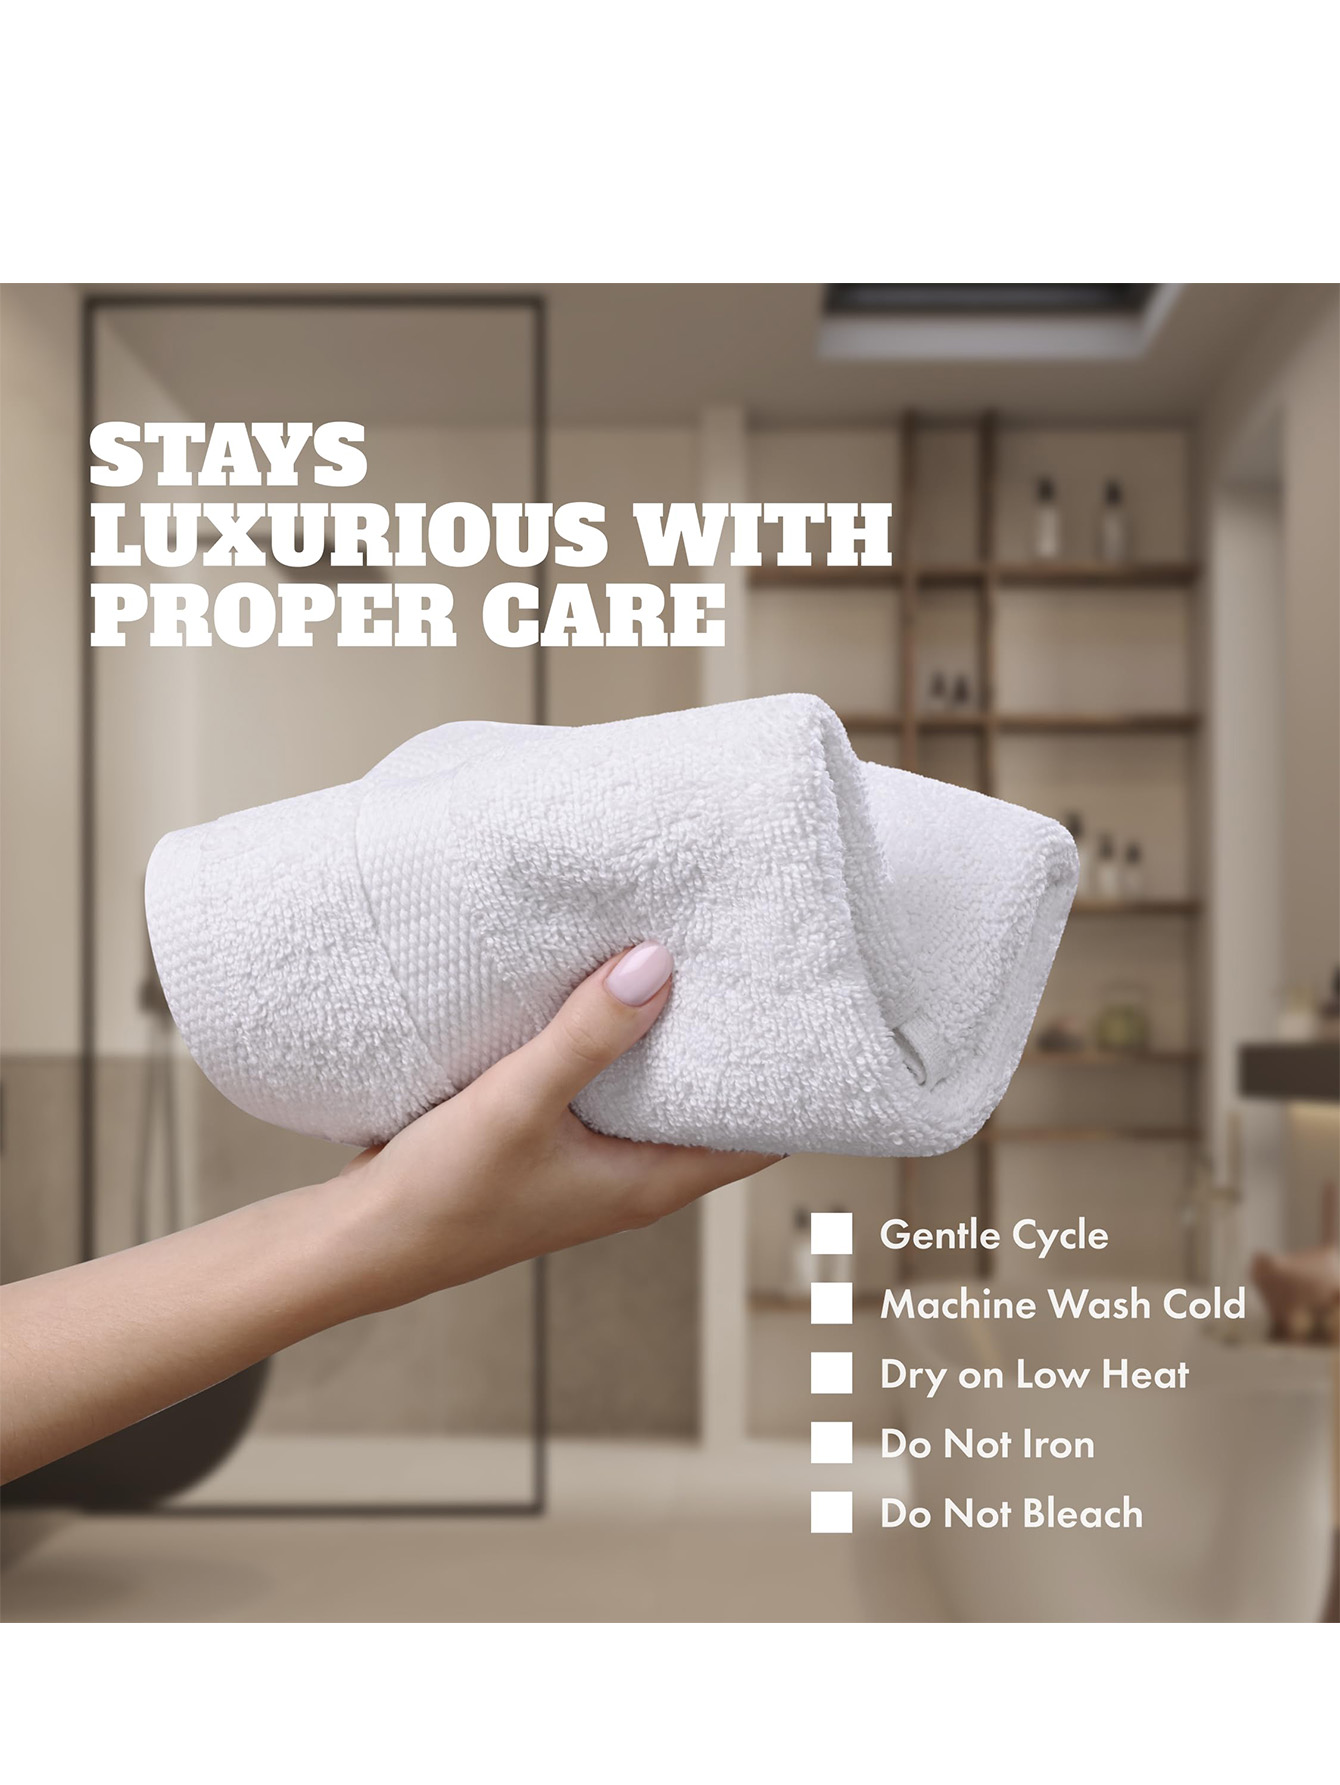 STAYS
LUXURIOUS WITH
PROPER CARE
Gentle Cycle
Machine Wash Cold
Dry on Low Heat
Do Not Iron
Do Not Bleach